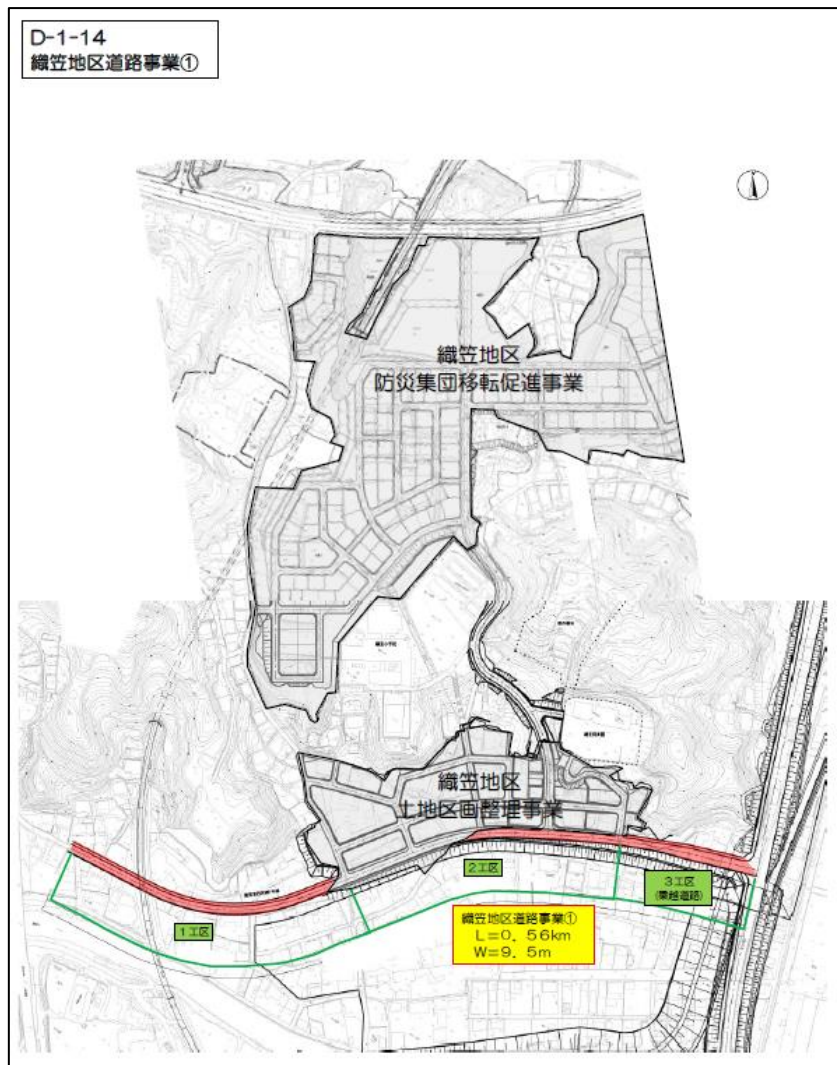 D-1-14
織笠地区道路事業①
織笠地区
防災集団移転促進事業
織笠地区
土地区画整理事業
2工区
3工区
(乗越道路)
1工区
織笠地区道路事業①
L=0．56km
W=9．5m